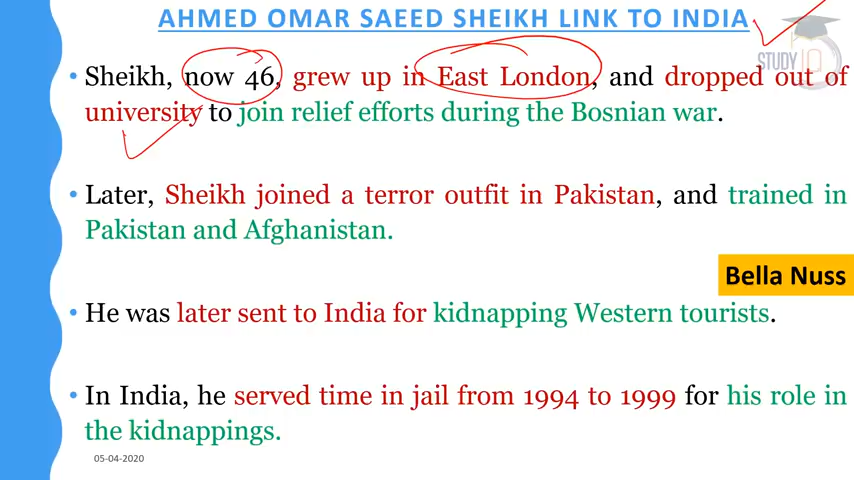 AHMED OMAR SAEED SHEIKH LINK TO INDIA
STUDY IQ
• Sheikh, now 46, grew up in East London, and dropped out of
university to join relief efforts during the Bosnian war.
• Later, Sheikh joined a terror outfit in Pakistan, and trained in
Pakistan and Afghanistan.
Bella Nuss
• He was later sent to India for kidnapping Western tourists.
• In India, he served time in jail from 1994 to 1999 for his role in
the kidnappings.
05-04-2020